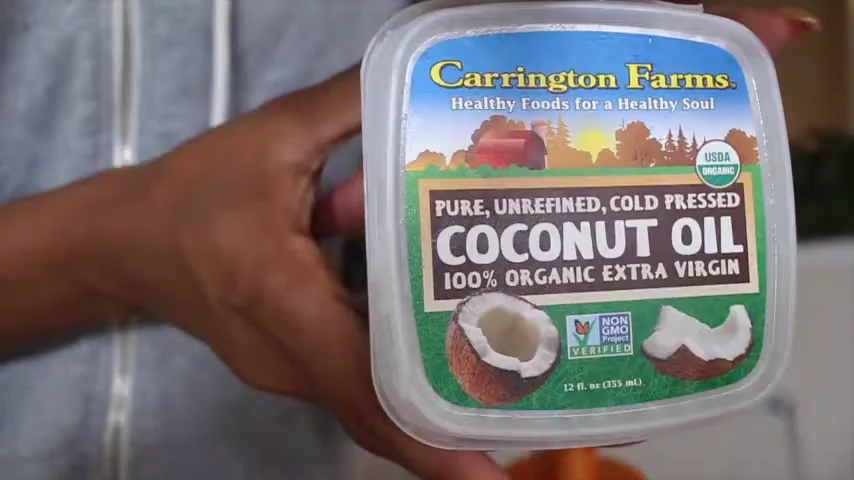 Carrington Farms
Healthy Foods for a Healthy Soul
USDA
ORGANIC
PURE, UNREFINED, COLD PRESSED
COCONUT OIL
100% ORGANIC EXTRA VIRGIN
NON
GMO
Project
VERIFIED
12 fl. oz (355 mL)